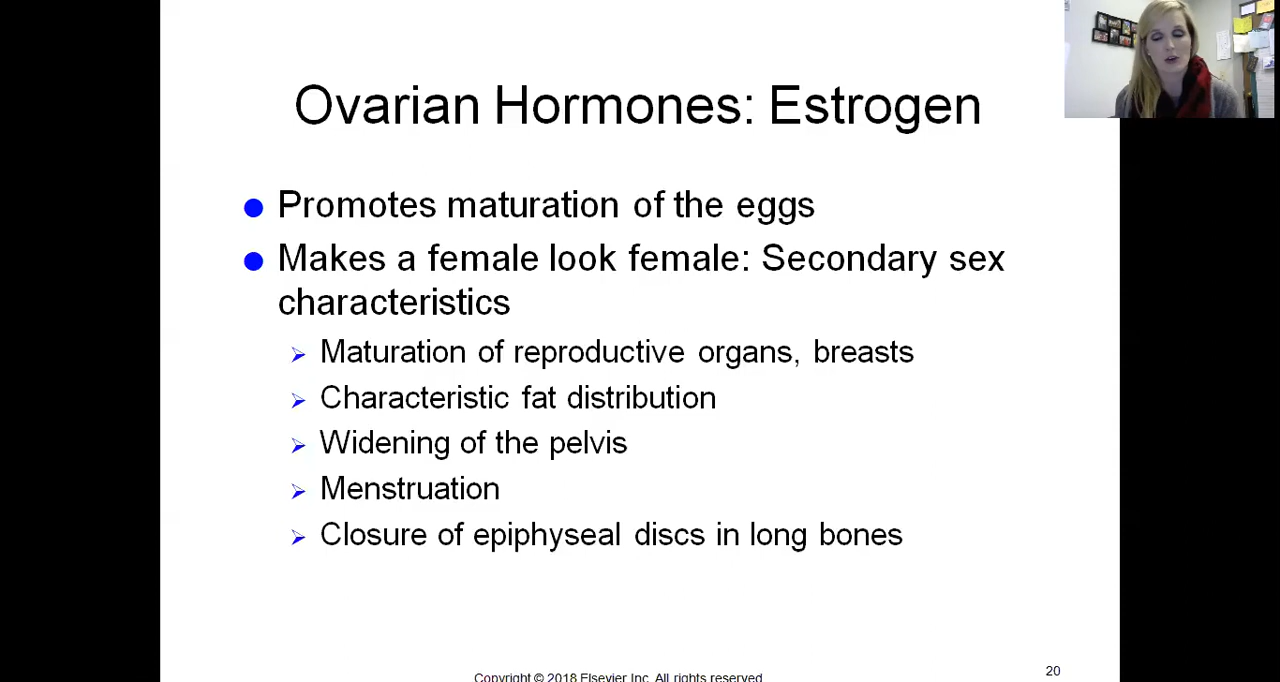 Ovarian Hormones: Estrogen
Promotes maturation of the eggs
Makes a female look female: Secondary sex
characteristics
Maturation of reproductive organs, breasts
Characteristic fat distribution
Widening of the pelvis
Menstruation
Closure of epiphyseal discs in long bones
Copyright © 2018 Elsevier Inc. All rights reserved
20